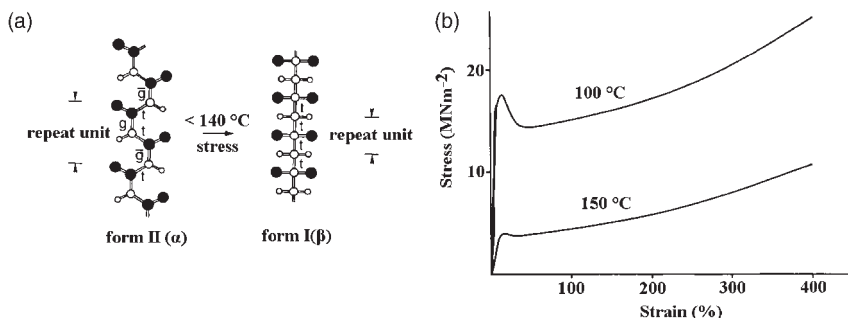 (a)
g̅
t
g
t
g̅
t
repeat unit
< 140 °C
stress
t
t
t
t
repeat unit
form II (α)
form I(β)
(b)
Stress (MNm⁻²)
20
10
100 °C
150 °C
100
200
300
400
Strain (%)